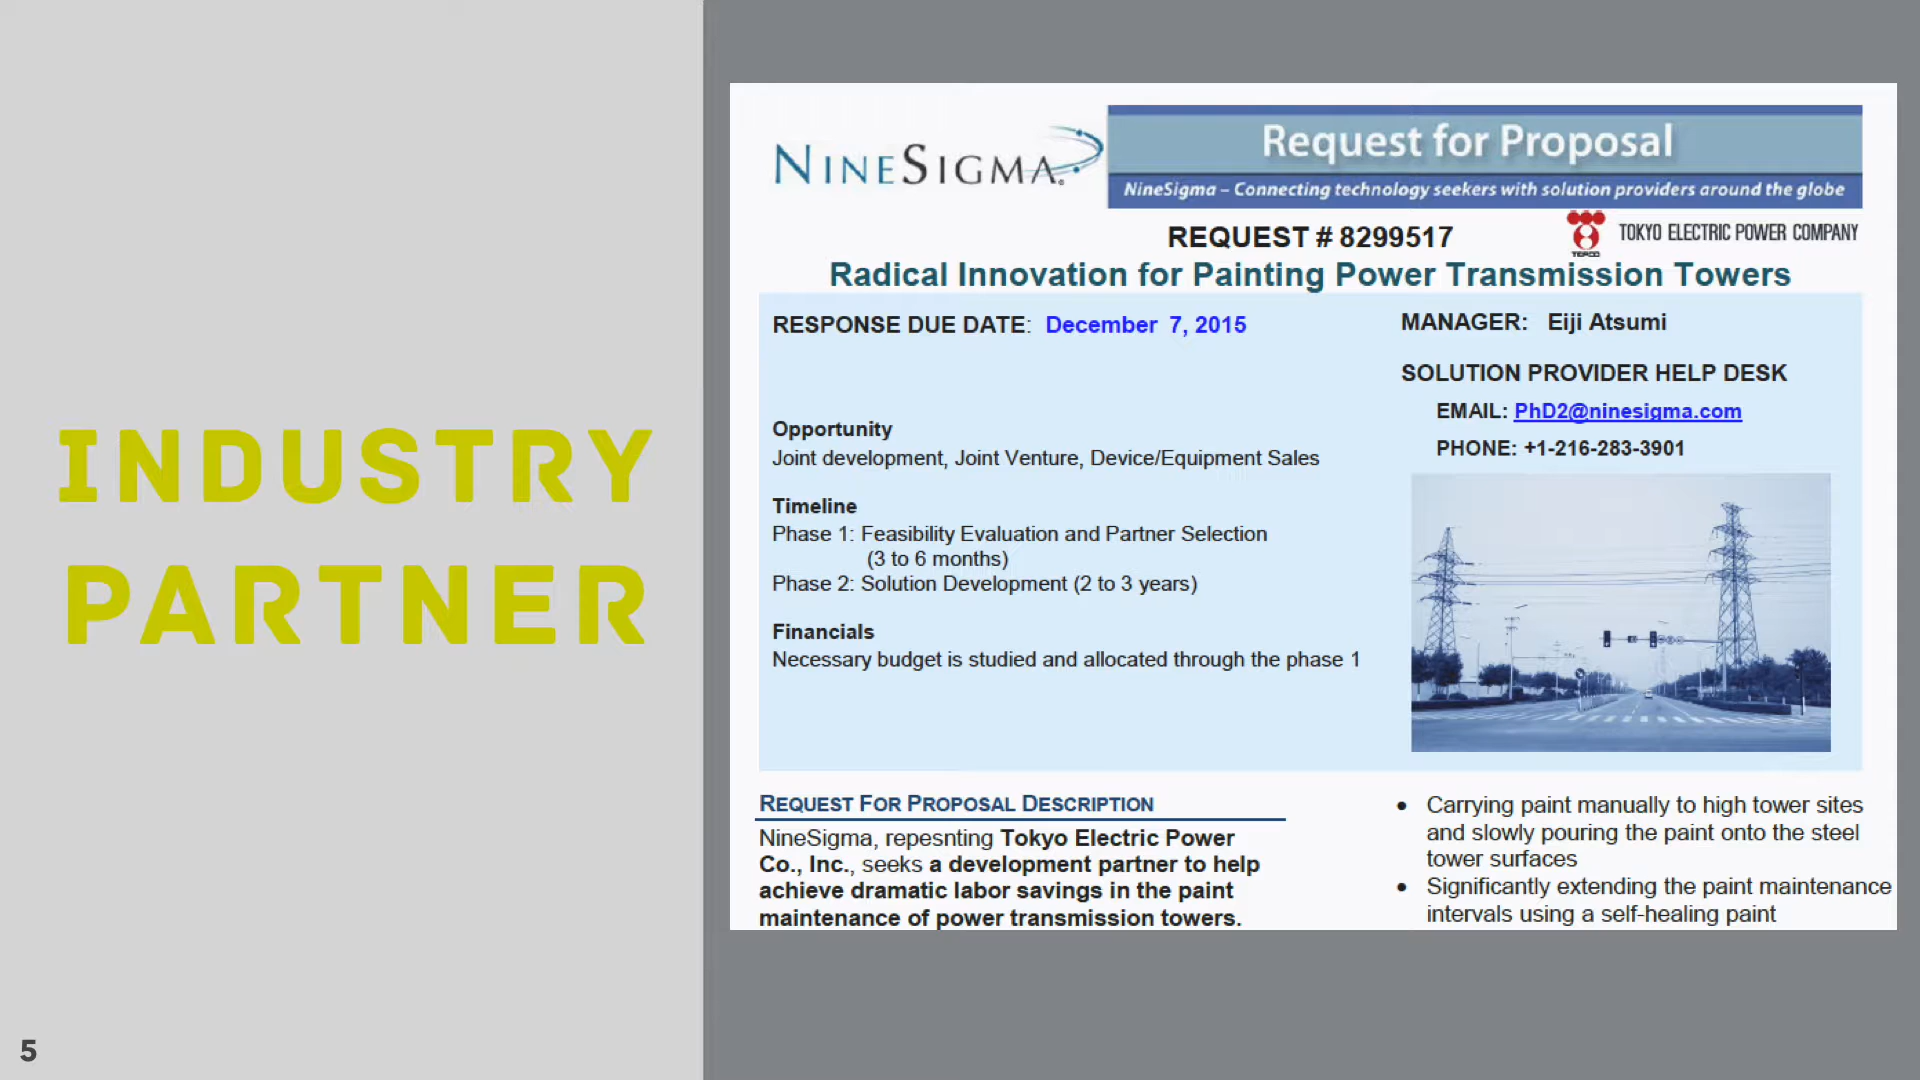 INDUSTRY
PARTNER
5
NINESIGMA®
Request for Proposal
NineSigma – Connecting technology seekers with solution providers around the globe
REQUEST # 8299517
TEPCO
TOKYO ELECTRIC POWER COMPANY
Radical Innovation for Painting Power Transmission Towers
RESPONSE DUE DATE: December 7, 2015
Opportunity
Joint development, Joint Venture, Device/Equipment Sales
Timeline
Phase 1: Feasibility Evaluation and Partner Selection
(3 to 6 months)
Phase 2: Solution Development (2 to 3 years)
Financials
Necessary budget is studied and allocated through the phase 1
MANAGER: Eiji Atsumi
SOLUTION PROVIDER HELP DESK
EMAIL: PhD2@ninesigma.com
PHONE: +1-216-283-3901
REQUEST FOR PROPOSAL DESCRIPTION
NineSigma, repesnting Tokyo Electric Power
Co., Inc., seeks a development partner to help
achieve dramatic labor savings in the paint
maintenance of power transmission towers.
• Carrying paint manually to high tower sites
and slowly pouring the paint onto the steel
tower surfaces
• Significantly extending the paint maintenance
intervals using a self-healing paint